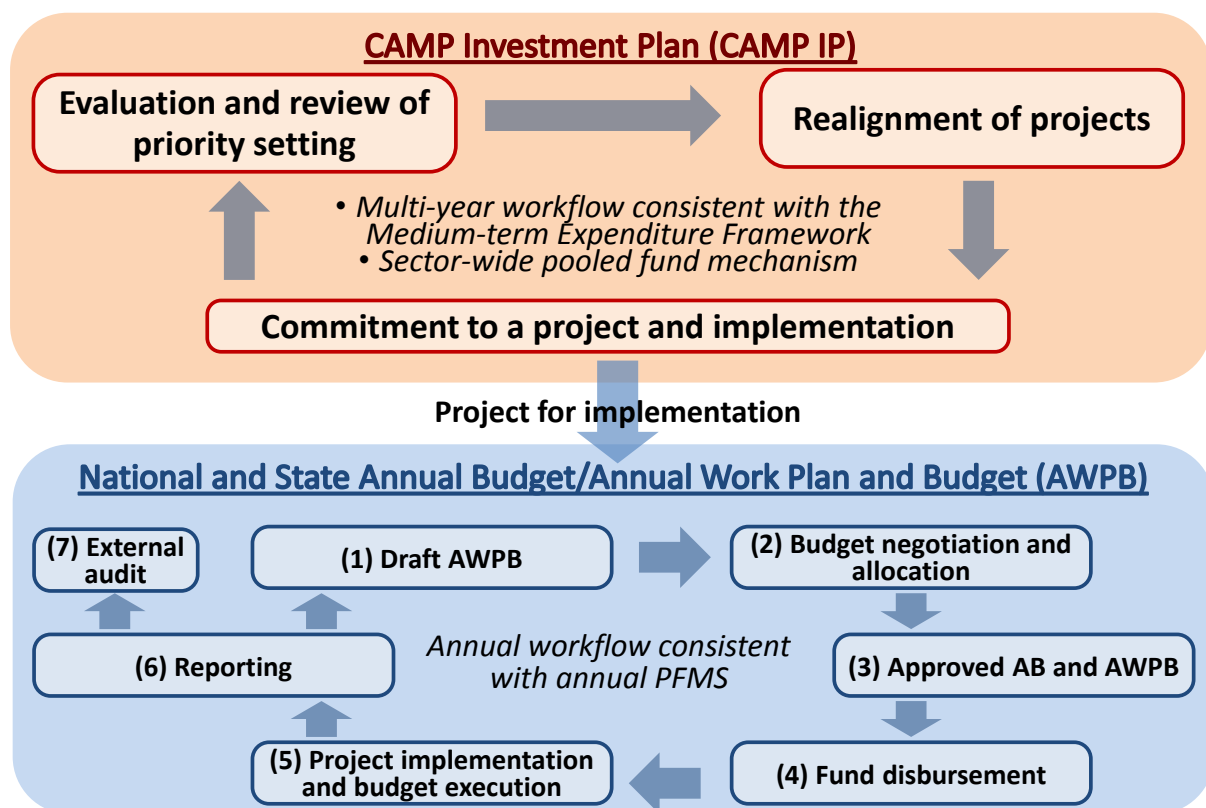 CAMP Investment Plan (CAMP IP)
Evaluation and review of
priority setting
Realignment of projects
• Multi-year workflow consistent with the
Medium-term Expenditure Framework
• Sector-wide pooled fund mechanism
Commitment to a project and implementation
Project for implementation
National and State Annual Budget/Annual Work Plan and Budget (AWPB)
(7) External
audit
(1) Draft AWPB
(2) Budget negotiation and
allocation
(6) Reporting
Annual workflow consistent
with annual PFMS
(3) Approved AB and AWPB
(5) Project implementation
and budget execution
(4) Fund disbursement